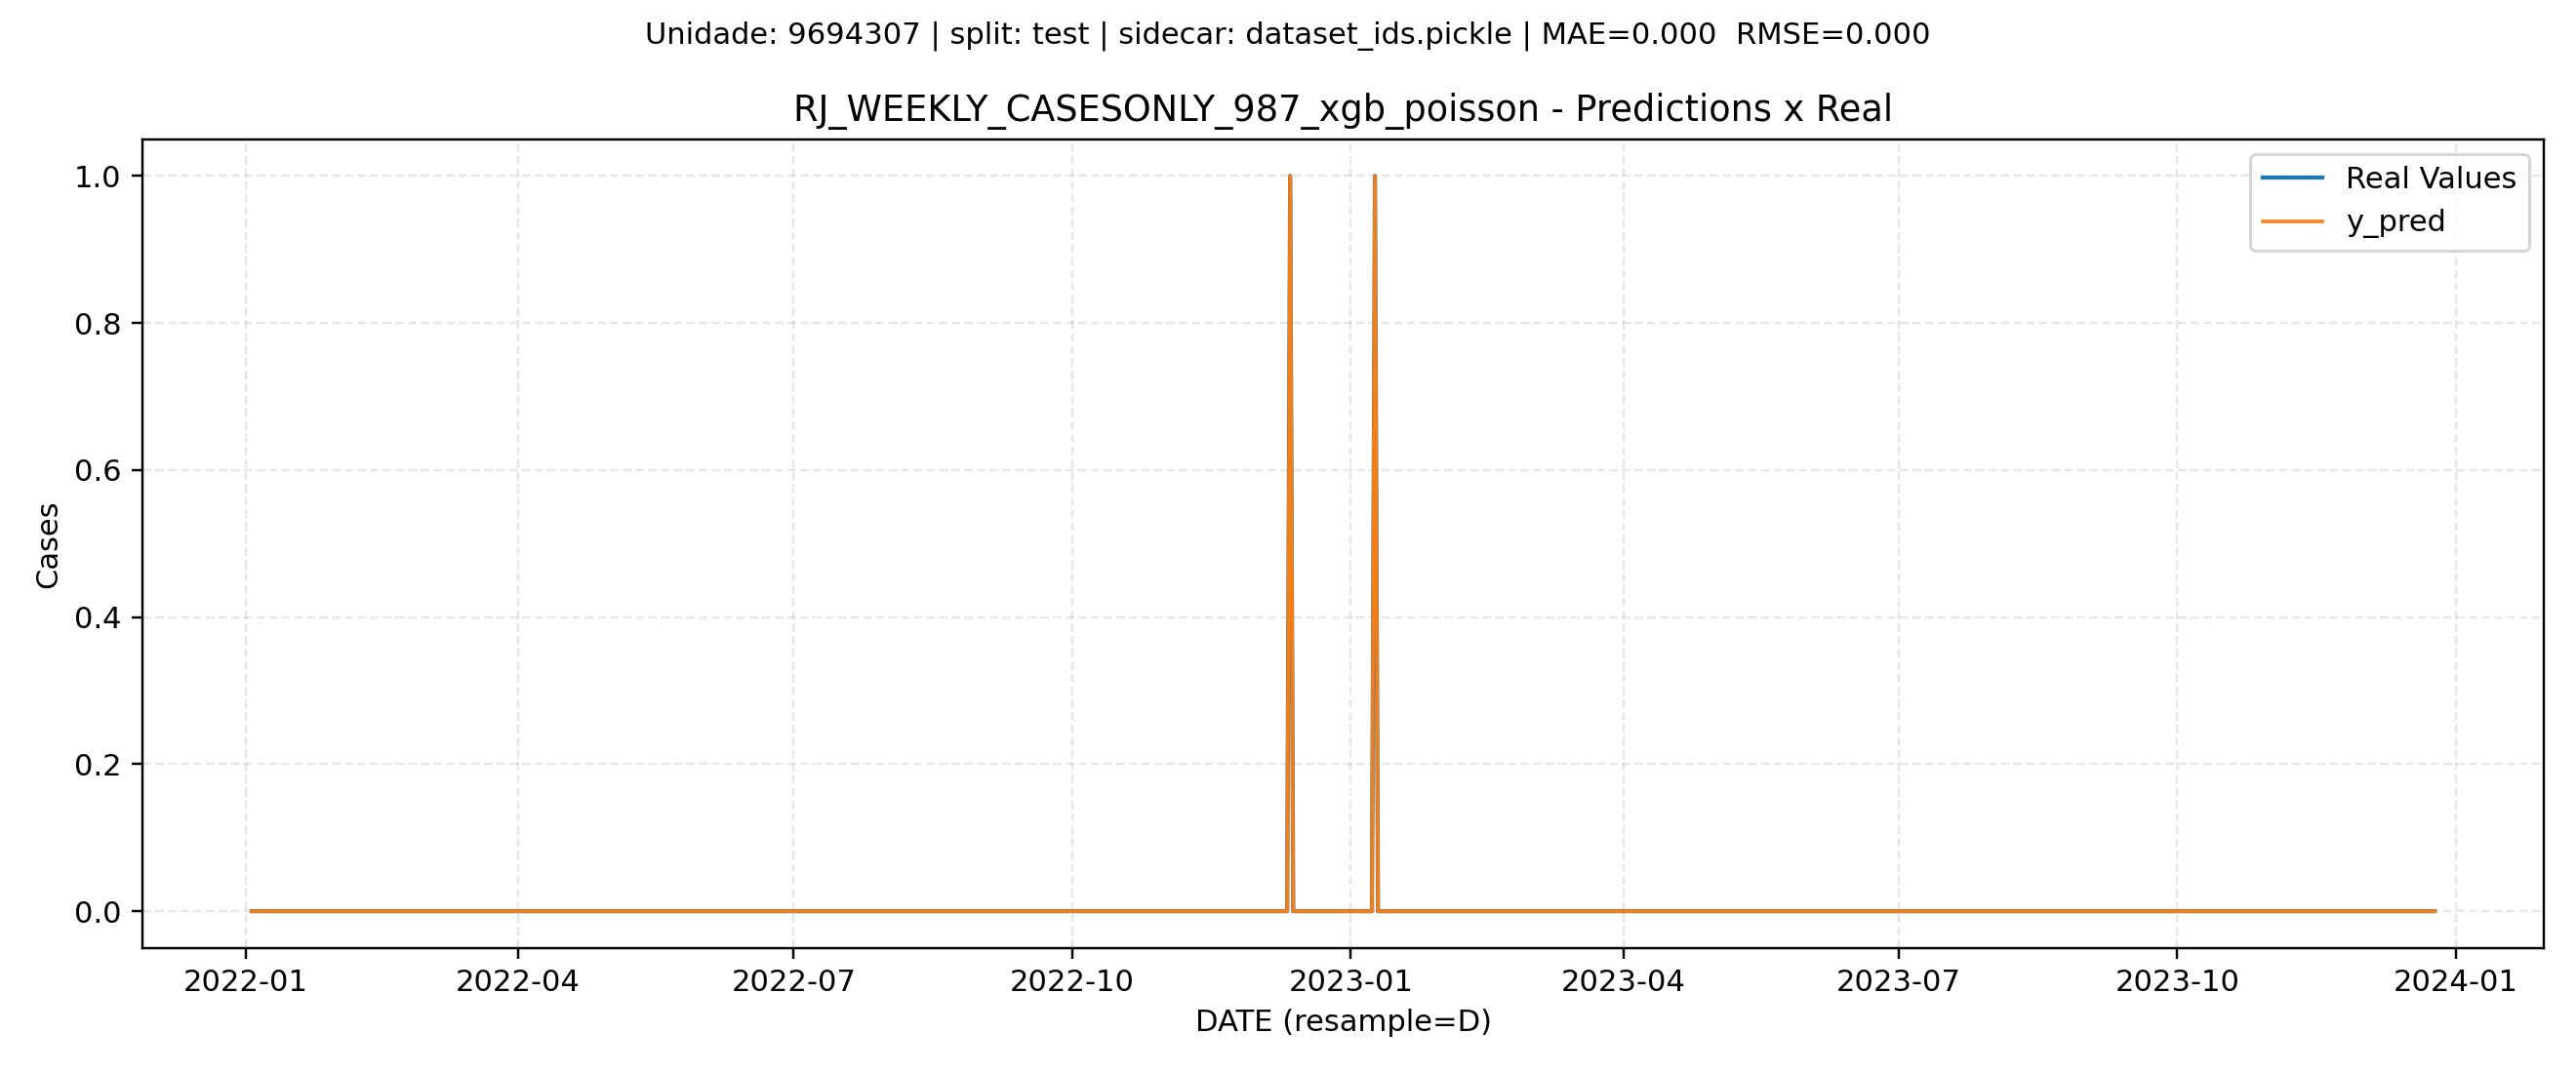 Unidade: 9694307 | split: test | sidecar: dataset_ids.pickle | MAE=0.000  RMSE=0.000
RJ_WEEKLY_CASESONLY_987_xgb_poisson - Predictions x Real
Real Values
y_pred
1.0
0.8
0.6
0.4
0.2
0.0
Cases
2022-01
2022-04
2022-07
2022-10
2023-01
2023-04
2023-07
2023-10
2024-01
DATE (resample=D)